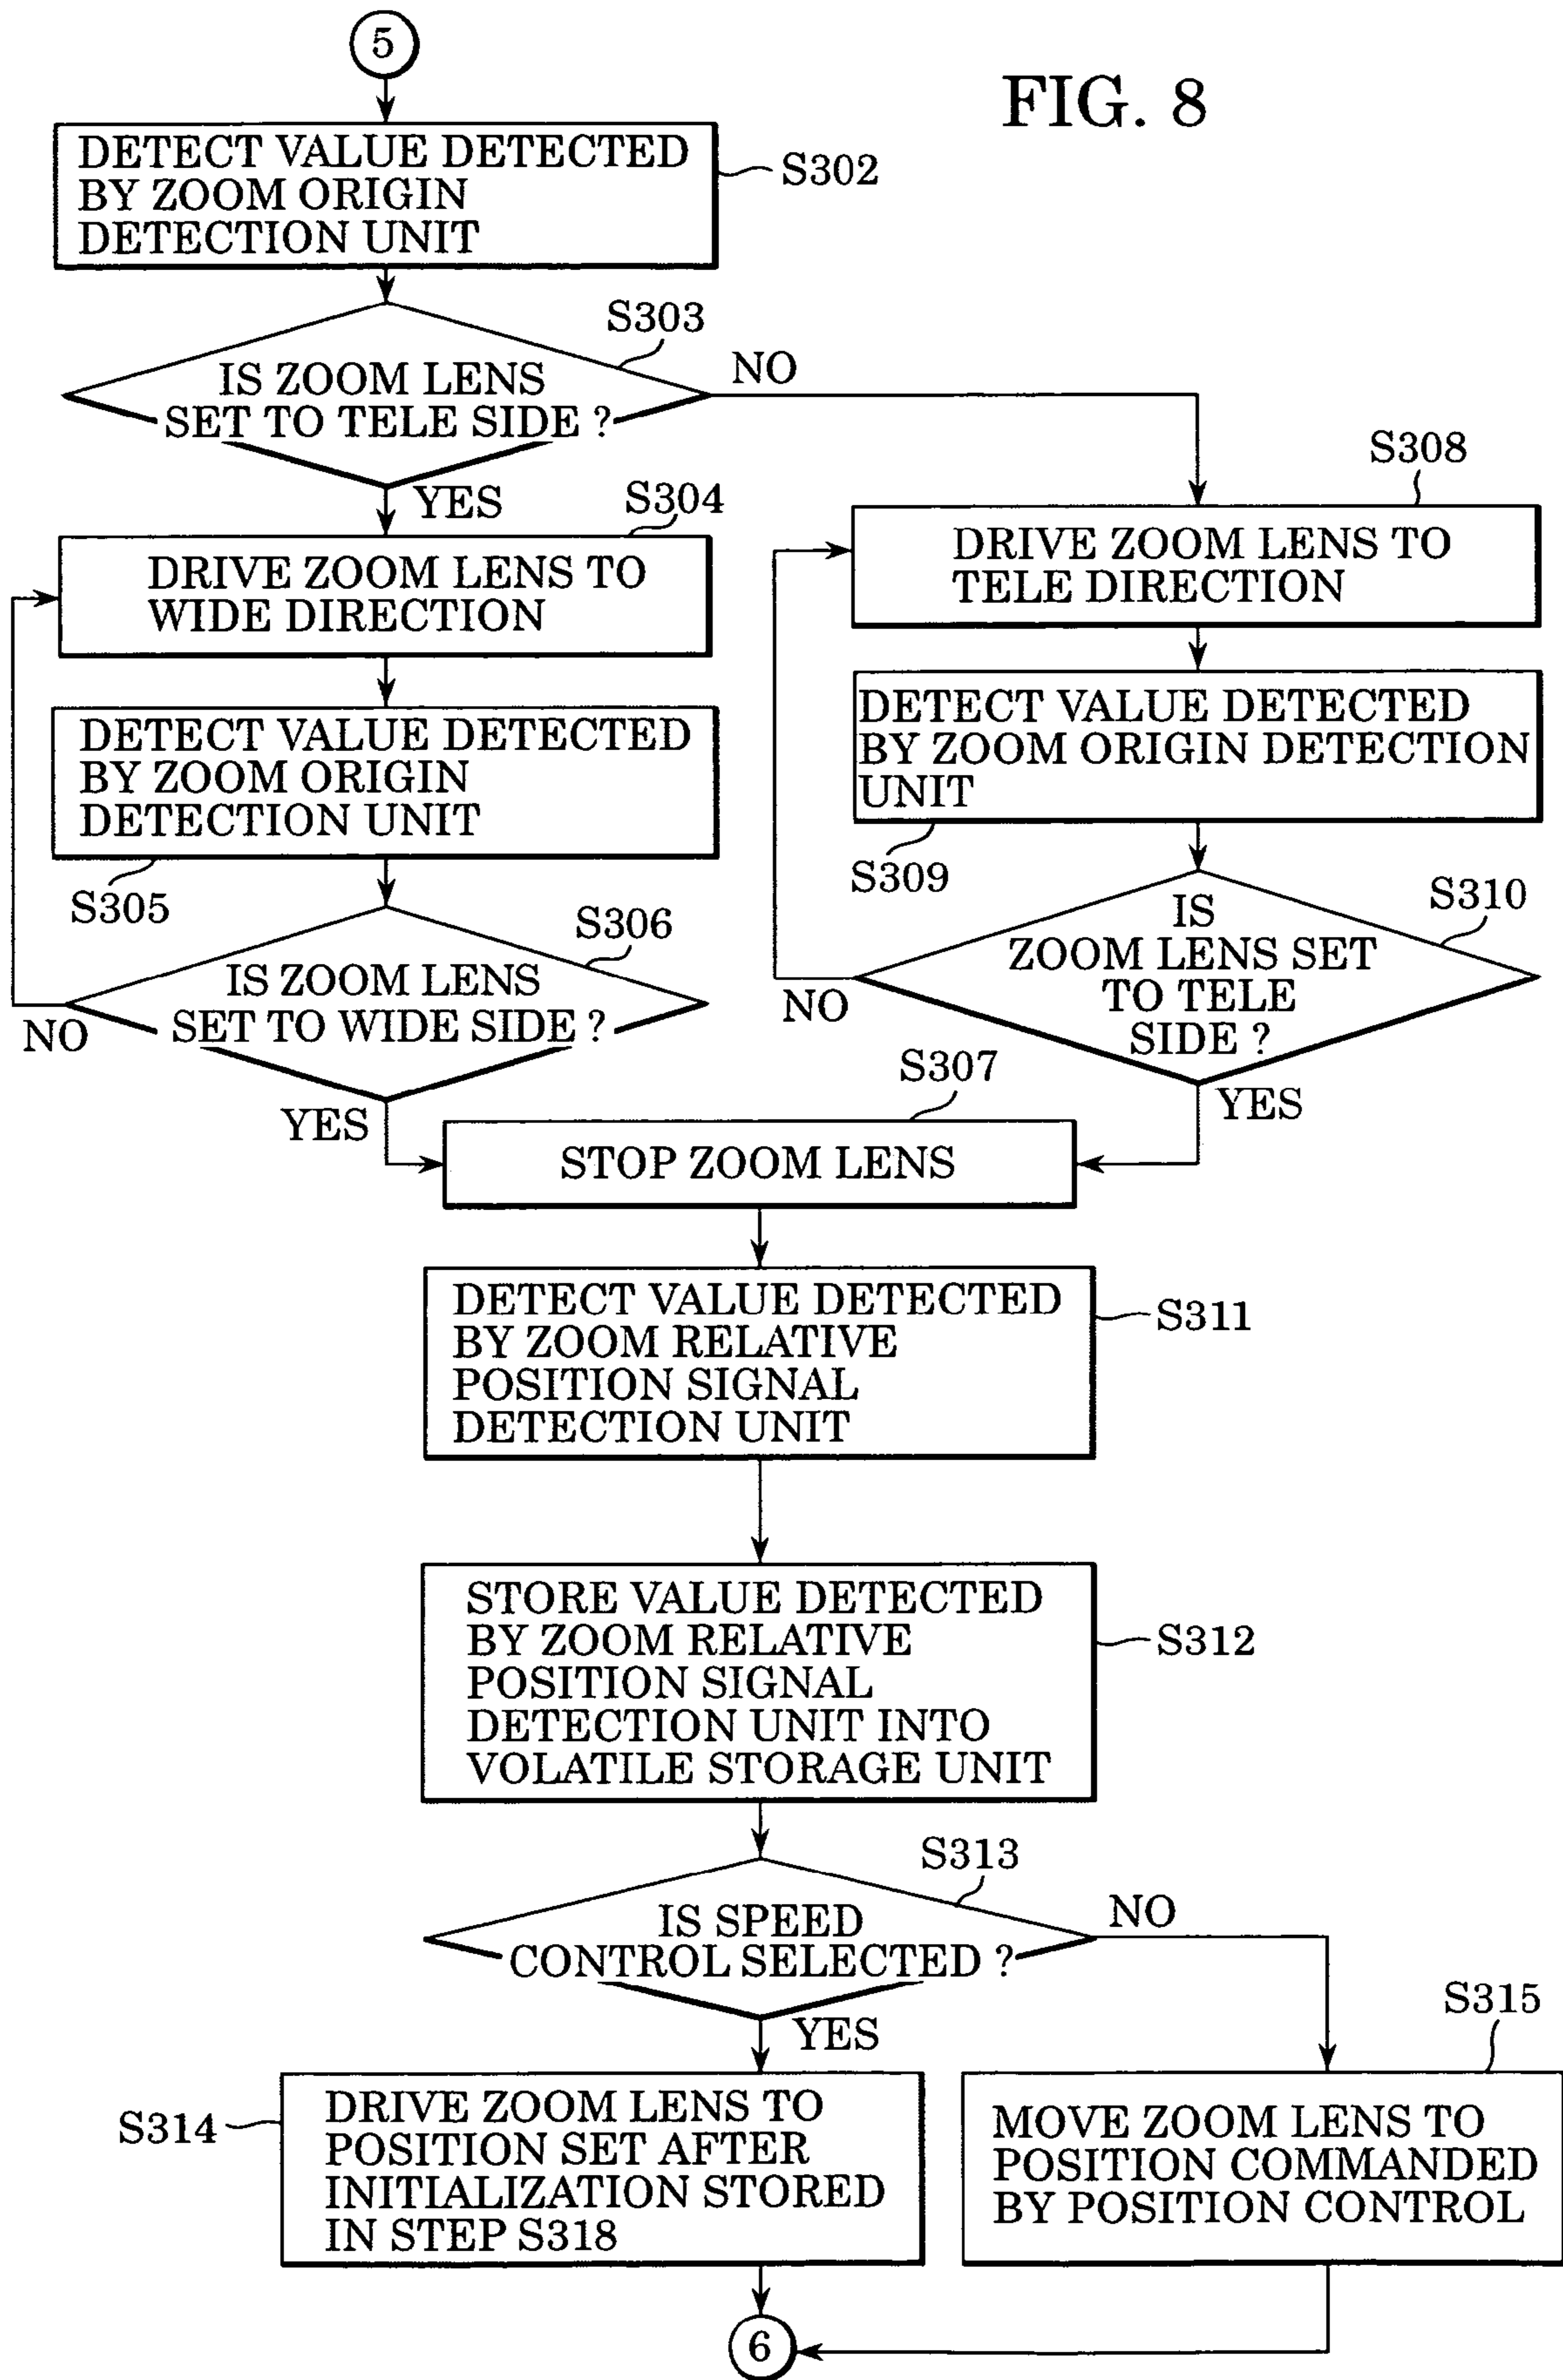 5
FIG. 8
DETECT VALUE DETECTED
BY ZOOM ORIGIN
DETECTION UNIT
S302
S303
IS ZOOM LENS
SET TO TELE SIDE ?
NO
YES
S304
DRIVE ZOOM LENS TO
WIDE DIRECTION
DETECT VALUE DETECTED
BY ZOOM ORIGIN
DETECTION UNIT
S305
S306
IS ZOOM LENS
SET TO WIDE SIDE ?
NO
YES
S308
DRIVE ZOOM LENS TO
TELE DIRECTION
DETECT VALUE DETECTED
BY ZOOM ORIGIN DETECTION
UNIT
S309
S310
IS
ZOOM LENS SET
TO TELE
SIDE ?
NO
YES
S307
STOP ZOOM LENS
DETECT VALUE DETECTED
BY ZOOM RELATIVE
POSITION SIGNAL
DETECTION UNIT
S311
STORE VALUE DETECTED
BY ZOOM RELATIVE
POSITION SIGNAL
DETECTION UNIT INTO
VOLATILE STORAGE UNIT
S312
S313
IS SPEED
CONTROL SELECTED ?
NO
YES
S314
DRIVE ZOOM LENS TO
POSITION SET AFTER
INITIALIZATION STORED
IN STEP S318
S315
MOVE ZOOM LENS TO
POSITION COMMANDED
BY POSITION CONTROL
6